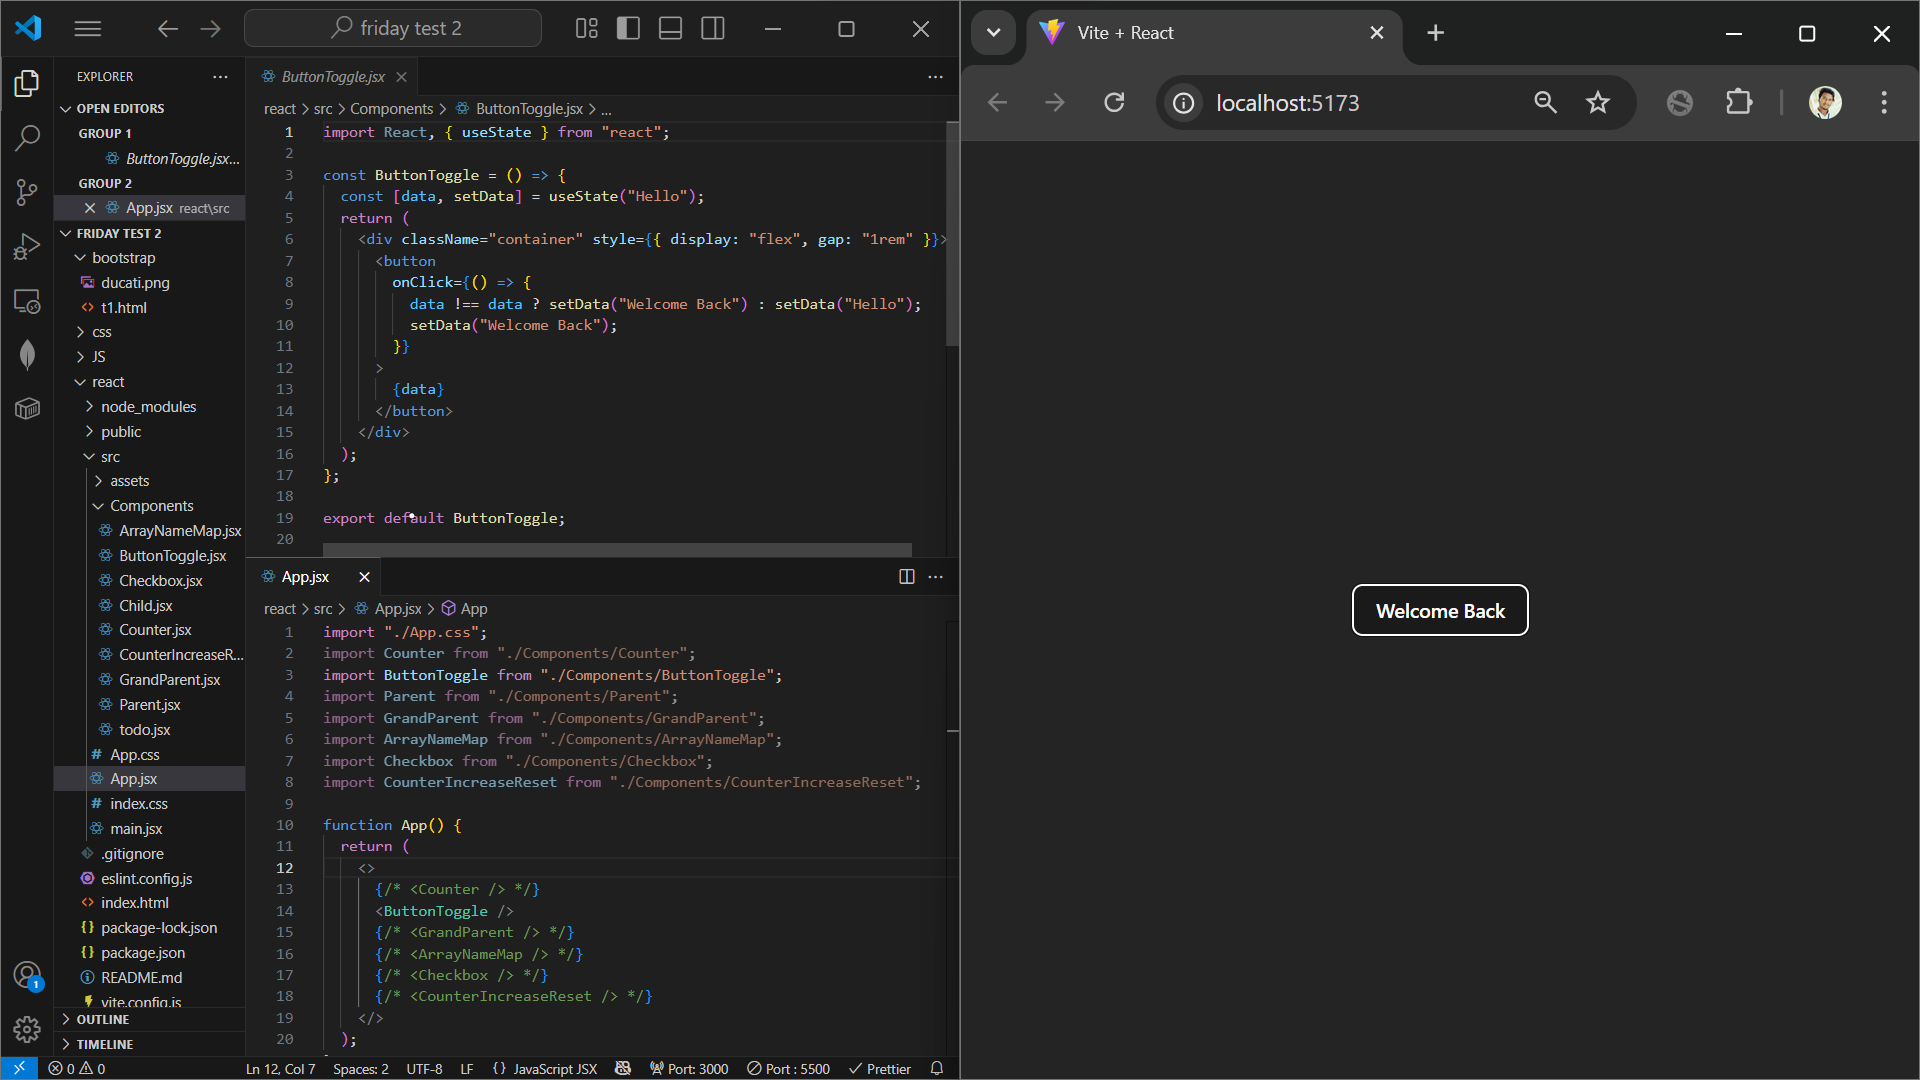 friday test 2
EXPLORER
OPEN EDITORS
GROUP 1
ButtonToggle.jsx...
GROUP 2
App.jsx react\src
FRIDAY TEST 2
bootstrap
ducati.png
t1.html
css
JS
react
node_modules
public
src
assets
Components
ArrayNameMap.jsx
ButtonToggle.jsx
Checkbox.jsx
Child.jsx
Counter.jsx
CounterIncreaseR...
GrandParent.jsx
Parent.jsx
todo.jsx
App.css
App.jsx
index.css
main.jsx
.gitignore
eslint.config.js
index.html
package-lock.json
package.json
README.md
vite.config.js
OUTLINE
TIMELINE
ButtonToggle.jsx
react > src > Components > ButtonToggle.jsx > ...
1 import React, { useState } from "react";
2
3 const ButtonToggle = () => {
4 const [data, setData] = useState("Hello");
5 return (
6 <div className="container" style={{ display: "flex", gap: "1rem" }}>
7 <button
8 onClick={() => {
9 data !== data ? setData("Welcome Back") : setData("Hello");
10 setData("Welcome Back");
11 }}
12 >
13 {data}
14 </button>
15 </div>
16 );
17 };
18
19 export default ButtonToggle;
20
App.jsx
react > src > App.jsx > App
1 import "./App.css";
2 import Counter from "./Components/Counter";
3 import ButtonToggle from "./Components/ButtonToggle";
4 import Parent from "./Components/Parent";
5 import GrandParent from "./Components/GrandParent";
6 import ArrayNameMap from "./Components/ArrayNameMap";
7 import Checkbox from "./Components/Checkbox";
8 import CounterIncreaseReset from "./Components/CounterIncreaseReset";
9
10 function App() {
11 return (
12 <>
13 {/* <Counter /> */}
14 <ButtonToggle />
15 {/* <GrandParent /> */}
16 {/* <ArrayNameMap /> */}
17 {/* <Checkbox /> */}
18 {/* <CounterIncreaseReset /> */}
19 </>
20 );
1
0 0
Ln 12, Col 7 Spaces: 2 UTF-8 LF {} JavaScript JSX Port: 3000 Port : 5500 Prettier
Vite + React
localhost:5173
Welcome Back